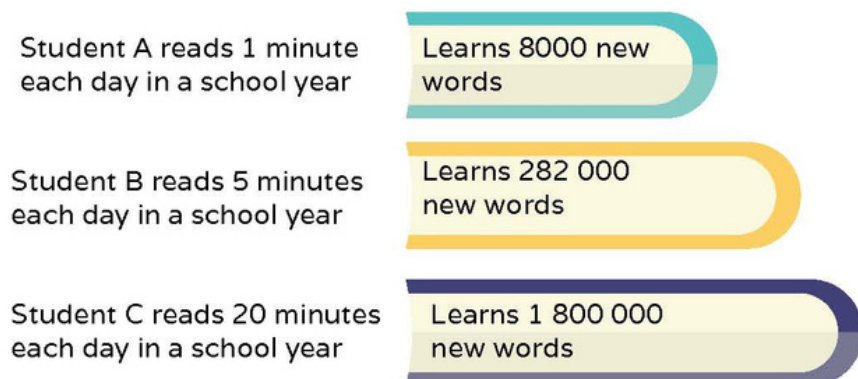 Student A reads 1 minute
each day in a school year
Learns 8000 new
words
Student B reads 5 minutes
each day in a school year
Learns 282 000
new words
Student C reads 20 minutes
each day in a school year
Learns 1 800 000
new words